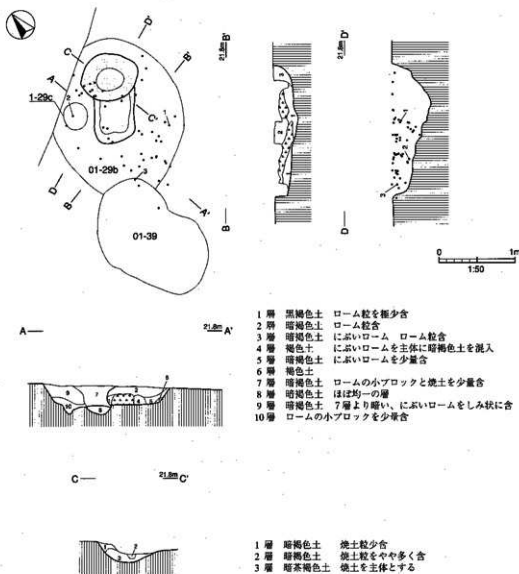 D'
B'
C
A
1-29c
C'
01-29b
D
B
A'
01-39
21.8m B'
B
21.8m D'
D
0 1m
1:50
1 層 黒褐色土 ローム粒を極少含
2 層 暗褐色土 ローム粒含
3 層 暗褐色土 にぶいローム ローム粒含
4 層 褐色土 にぶいロームを主体に暗褐色土を混入
5 層 暗褐色土 にぶいロームを少量含
6 層 褐色土
7 層 暗褐色土 ロームの小ブロックと焼土を少量含
8 層 暗褐色土 ほぼ均一の層
9 層 暗褐色土 7層より暗い、にぶいロームをしみ状に含
10 層 ロームの小ブロックを少量含
A 21.8m A'
C 21.8m C'
1 層 暗褐色土 焼土粒少含
2 層 暗褐色土 焼土粒をやや多く含
3 層 暗茶褐色土 焼土を主体とする